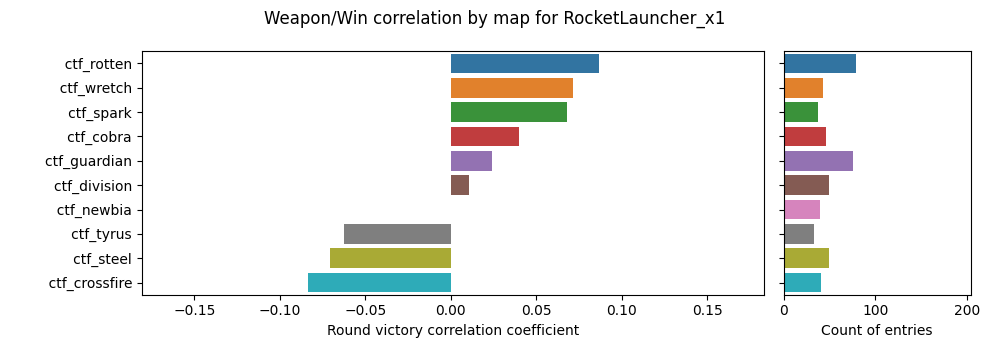 Weapon/Win correlation by map for RocketLauncher_x1
ctf_rotten
ctf_wretch
ctf_spark
ctf_cobra
ctf_guardian
ctf_division
ctf_newbia
ctf_tyrus
ctf_steel
ctf_crossfire
−0.15 −0.10 −0.05 0.00 0.05 0.10 0.15
Round victory correlation coefficient
0 100 200
Count of entries